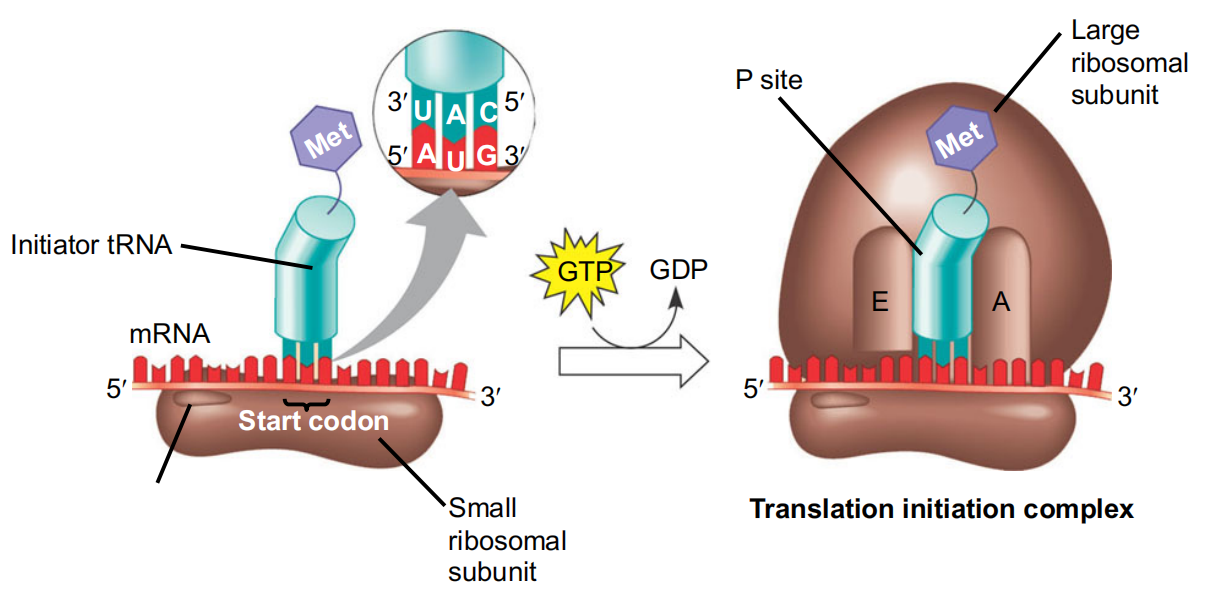 Large
ribosomal
subunit
P site
3′ U A C 5′
5′ A U G 3′
Met
Met
Initiator tRNA
GTP
GDP
E
A
mRNA
5′
3′
5′
3′
Start codon
Small
ribosomal
subunit
Translation initiation complex